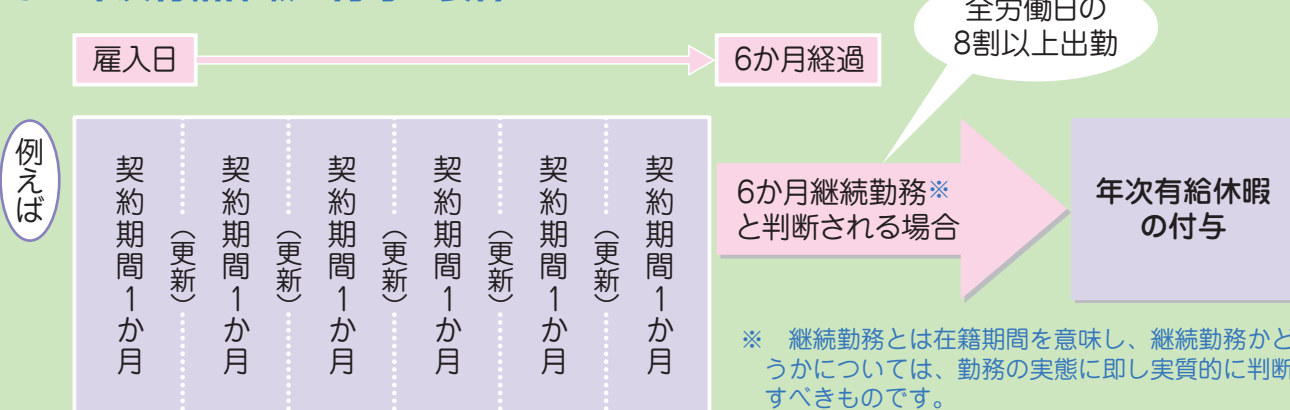 全労働日の
8割以上出勤
雇入日
6か月経過
例えば
契約期間1か月
(更新)
契約期間1か月
(更新)
契約期間1か月
(更新)
契約期間1か月
(更新)
契約期間1か月
(更新)
契約期間1か月
6か月継続勤務※
と判断される場合
年次有給休暇
の付与
※ 継続勤務とは在籍期間を意味し、継続勤務かど
うかについては、勤務の実態に即し実質的に判断
すべきものです。